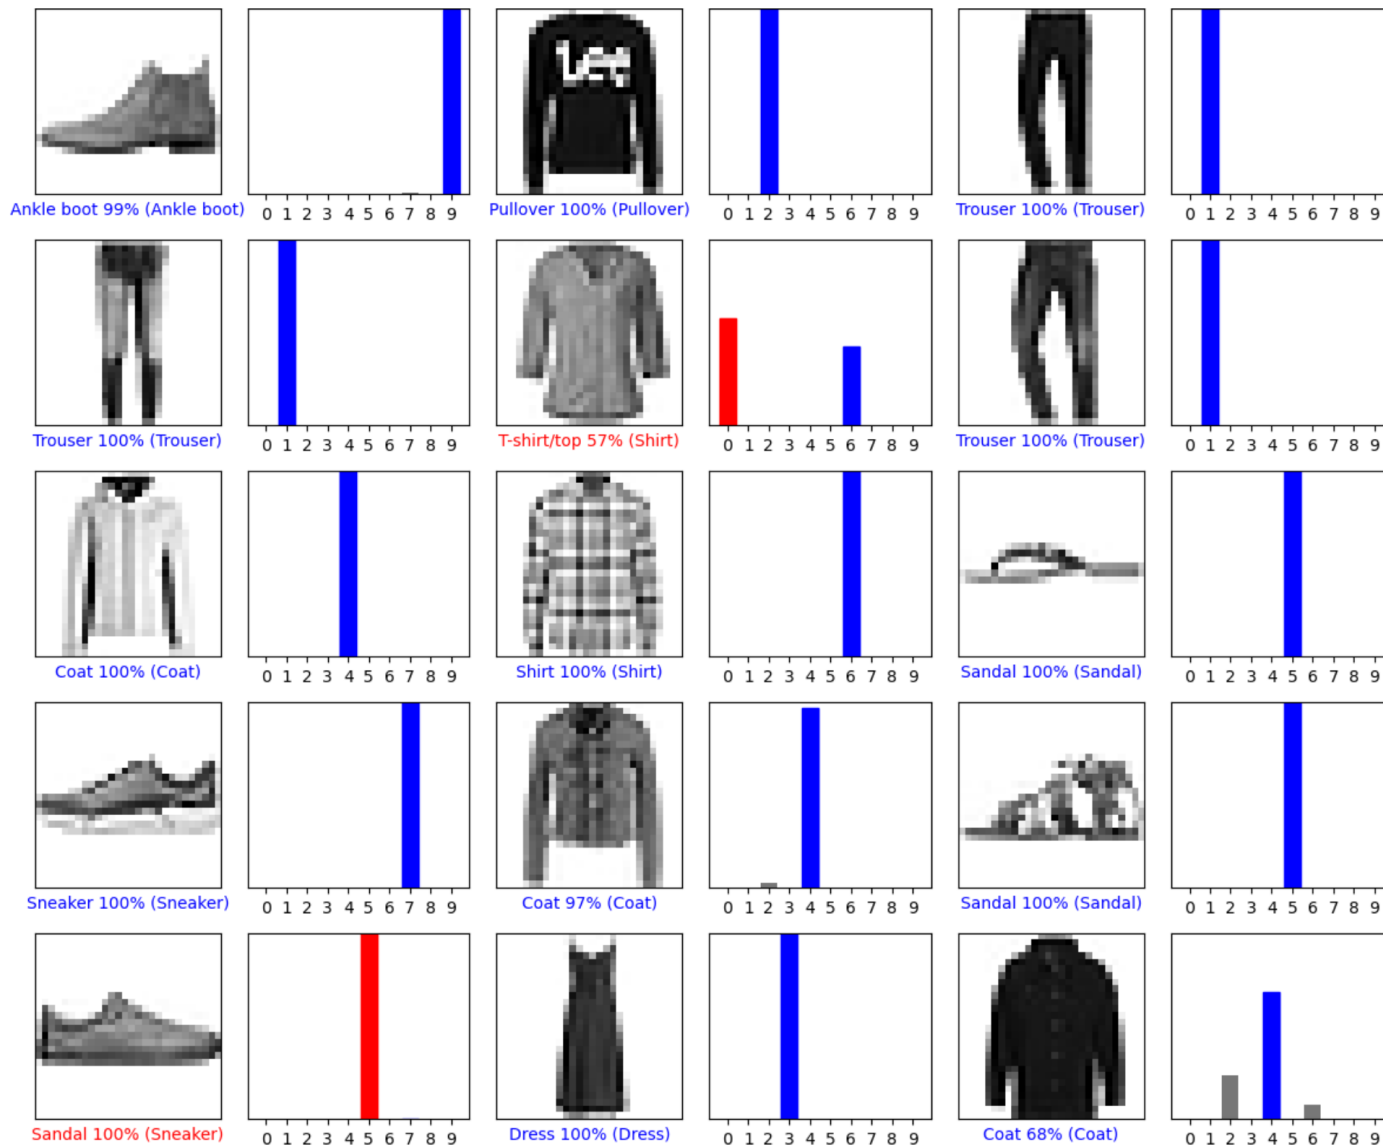 Lee
0 1 2 3 4 5 6 7 8 9
0 1 2 3 4 5 6 7 8 9
0 1 2 3 4 5 6 7 8 9
Ankle boot 99% (Ankle boot)
Pullover 100% (Pullover)
Trouser 100% (Trouser)
0 1 2 3 4 5 6 7 8 9
0 1 2 3 4 5 6 7 8 9
0 1 2 3 4 5 6 7 8 9
Trouser 100% (Trouser)
T-shirt/top 57% (Shirt)
Trouser 100% (Trouser)
0 1 2 3 4 5 6 7 8 9
0 1 2 3 4 5 6 7 8 9
0 1 2 3 4 5 6 7 8 9
Coat 100% (Coat)
Shirt 100% (Shirt)
Sandal 100% (Sandal)
0 1 2 3 4 5 6 7 8 9
0 1 2 3 4 5 6 7 8 9
0 1 2 3 4 5 6 7 8 9
Sneaker 100% (Sneaker)
Coat 97% (Coat)
Sandal 100% (Sandal)
0 1 2 3 4 5 6 7 8 9
0 1 2 3 4 5 6 7 8 9
0 1 2 3 4 5 6 7 8 9
Sandal 100% (Sneaker)
Dress 100% (Dress)
Coat 68% (Coat)